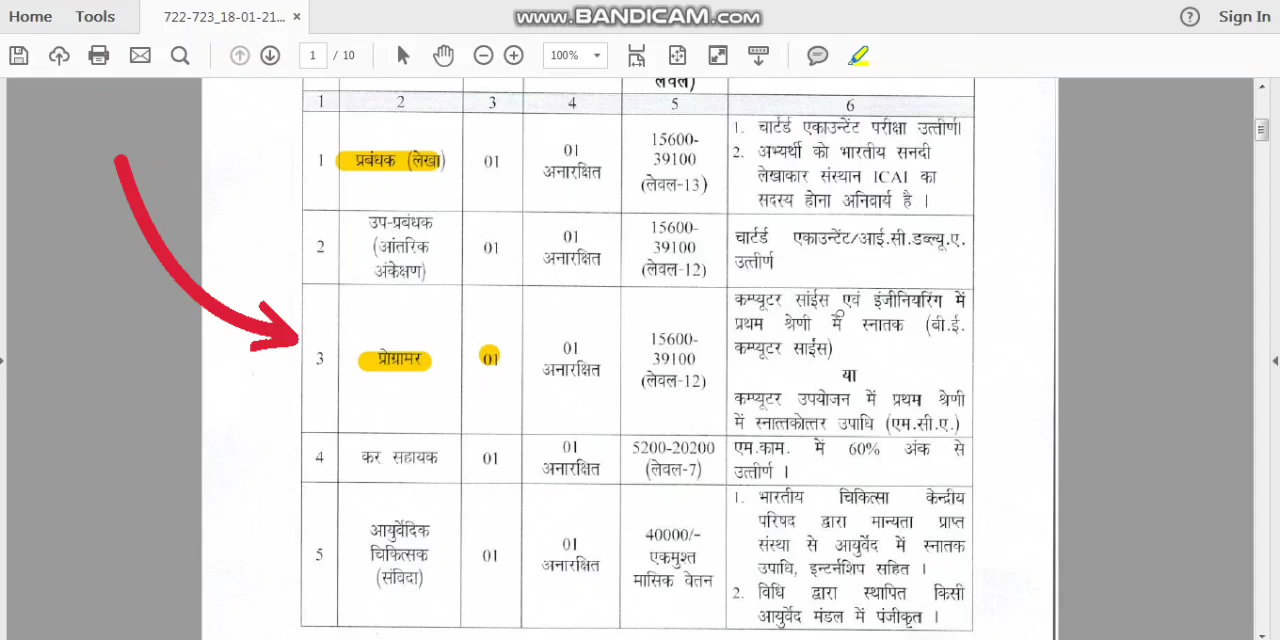 Home Tools 722-723_18-01-21... × www.BANDICAM.com Sign In
1 / 10 100%
लेवल)
1 2 3 4 5 6
1 प्रबंधक (लेखा) 01
01
अनारक्षित
15600-
39100
(लेवल-13)
1. चार्टर्ड एकाउन्टेंट परीक्षा उत्तीर्ण।
2. अभ्यर्थी को भारतीय सनदी
लेखाकार संस्थान ICAI का
सदस्य होना अनिवार्य है ।
2
उप-प्रबंधक
(आंतरिक
अंकेक्षण)
01
01
अनारक्षित
15600-
39100
(लेवल-12)
चार्टर्ड एकाउन्टेंट/आई.सी.डब्ल्यू.ए.
उत्तीर्ण
3 प्रोग्रामर 01
01
अनारक्षित
15600-
39100
(लेवल-12)
कम्प्यूटर सांईस एवं इंजीनियरिंग में
प्रथम श्रेणी में स्नातक (बी.ई.
कम्प्यूटर साईंस)
या
कम्प्यूटर उपयोजन में प्रथम श्रेणी
में स्नात्तकोत्तर उपाधि (एम.सी.ए.)
4 कर सहायक 01
01
अनारक्षित
5200-20200
(लेवल-7)
एम.काम. में 60% अंक से
उत्तीर्ण ।
5
आयुर्वेदिक
चिकित्सक
(संविदा)
01
01
अनारक्षित
40000/-
एकमुश्त
मासिक वेतन
1. भारतीय चिकित्सा केन्द्रीय
परिषद द्वारा मान्यता प्राप्त
संस्था से आयुर्वेद में स्नातक
उपाधि, इन्टर्नशिप सहित ।
2. विधि द्वारा स्थापित किसी
आयुर्वेद मंडल में पंजीकृत ।